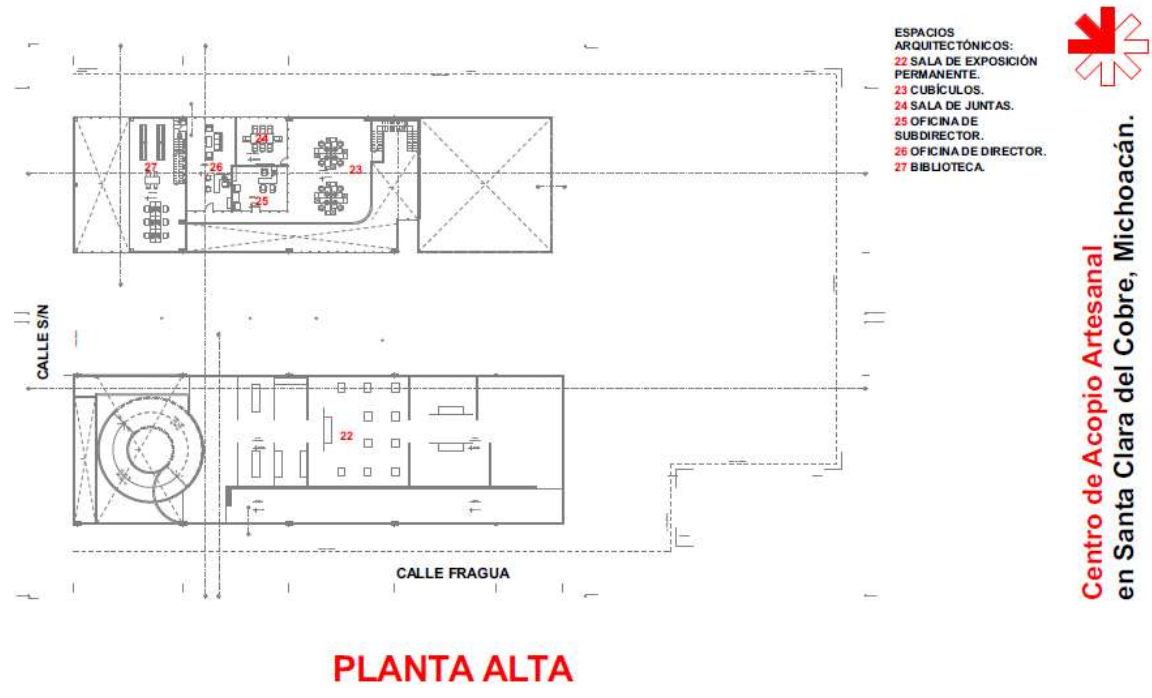 ESPACIOS
ARQUITECTÓNICOS:
22 SALA DE EXPOSICIÓN
PERMANENTE.
23 CUBÍCULOS.
24 SALA DE JUNTAS.
25 OFICINA DE
SUBDIRECTOR.
26 OFICINA DE DIRECTOR.
27 BIBLIOTECA.
Centro de Acopio Artesanal
en Santa Clara del Cobre, Michoacán.
24
27
26
23
25
CALLE S/N
22
CALLE FRAGUA
PLANTA ALTA